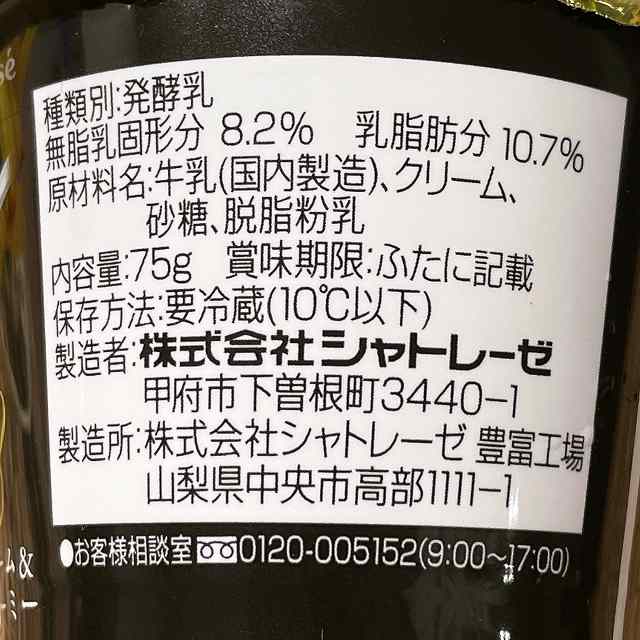 sé
種類別:発酵乳
無脂乳固形分 8.2% 乳脂肪分 10.7%
原材料名:牛乳(国内製造)、クリーム、
砂糖、脱脂粉乳
内容量:75g 賞味期限:ふたに記載
保存方法:要冷蔵(10℃以下)
製造者:株式会社シャトレーゼ
甲府市下曽根町3440-1
製造所:株式会社シャトレーゼ 豊富工場
山梨県中央市高部1111-1
●お客様相談室 0120-005152(9:00～17:00)
ーム&
ーミー